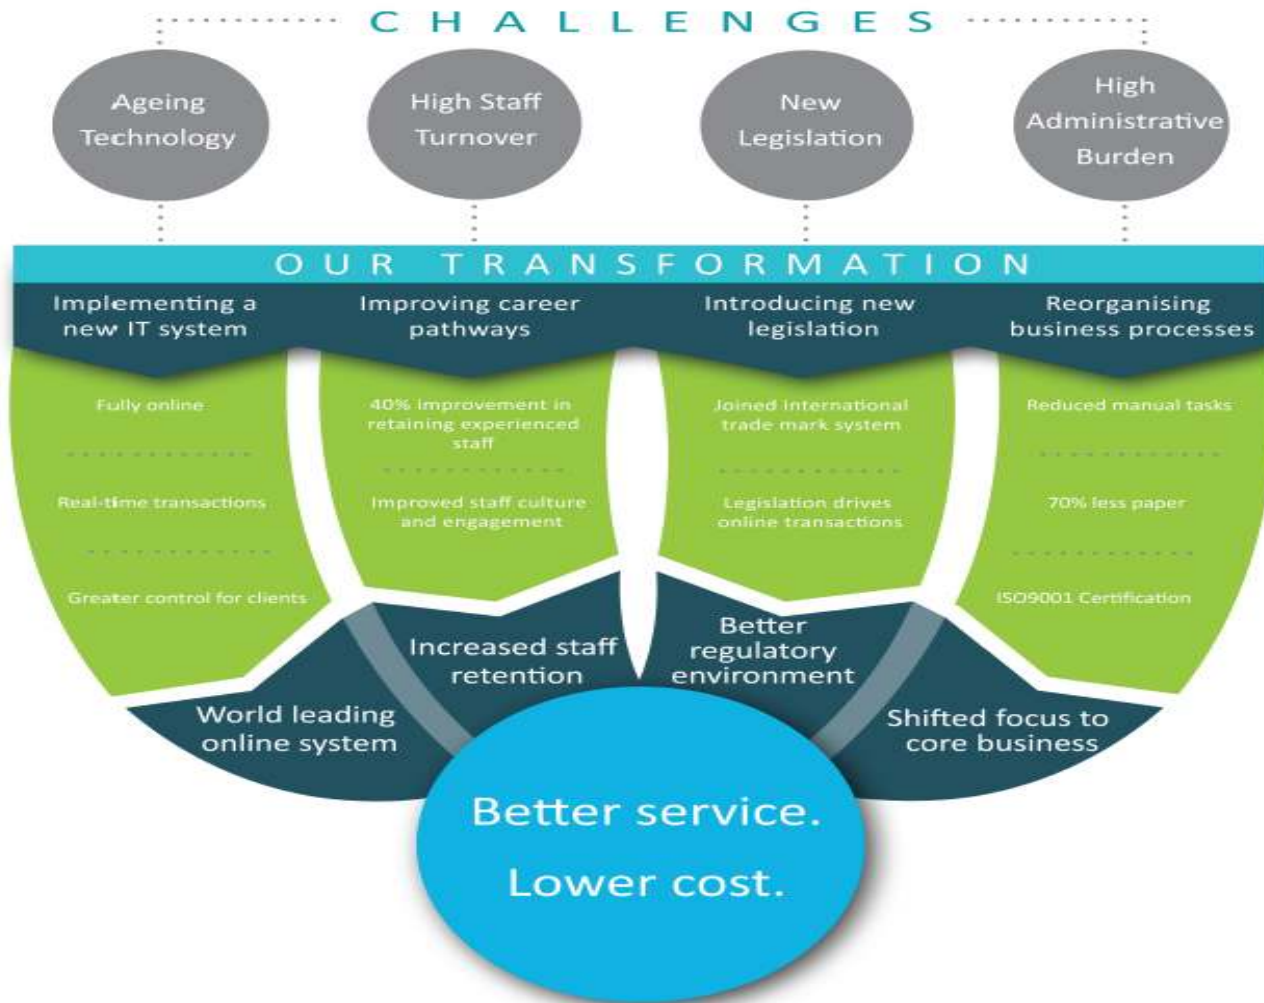 CHALLENGES
Ageing
Technology
High Staff
Turnover
New
Legislation
High
Administrative
Burden
OUR TRANSFORMATION
Implementing a
new IT system
Improving career
pathways
Introducing new
legislation
Reorganising
business processes
Fully online
Real-time transactions
Greater control for clients
40% improvement in
retaining experienced
staff
Improved staff culture
and engagement
Joined international
trade mark system
Legislation drives
online transactions
Reduced manual tasks
70% less paper
ISO9001 Certification
World leading
online system
Increased staff
retention
Better
regulatory
environment
Shifted focus to
core business
Better service.
Lower cost.